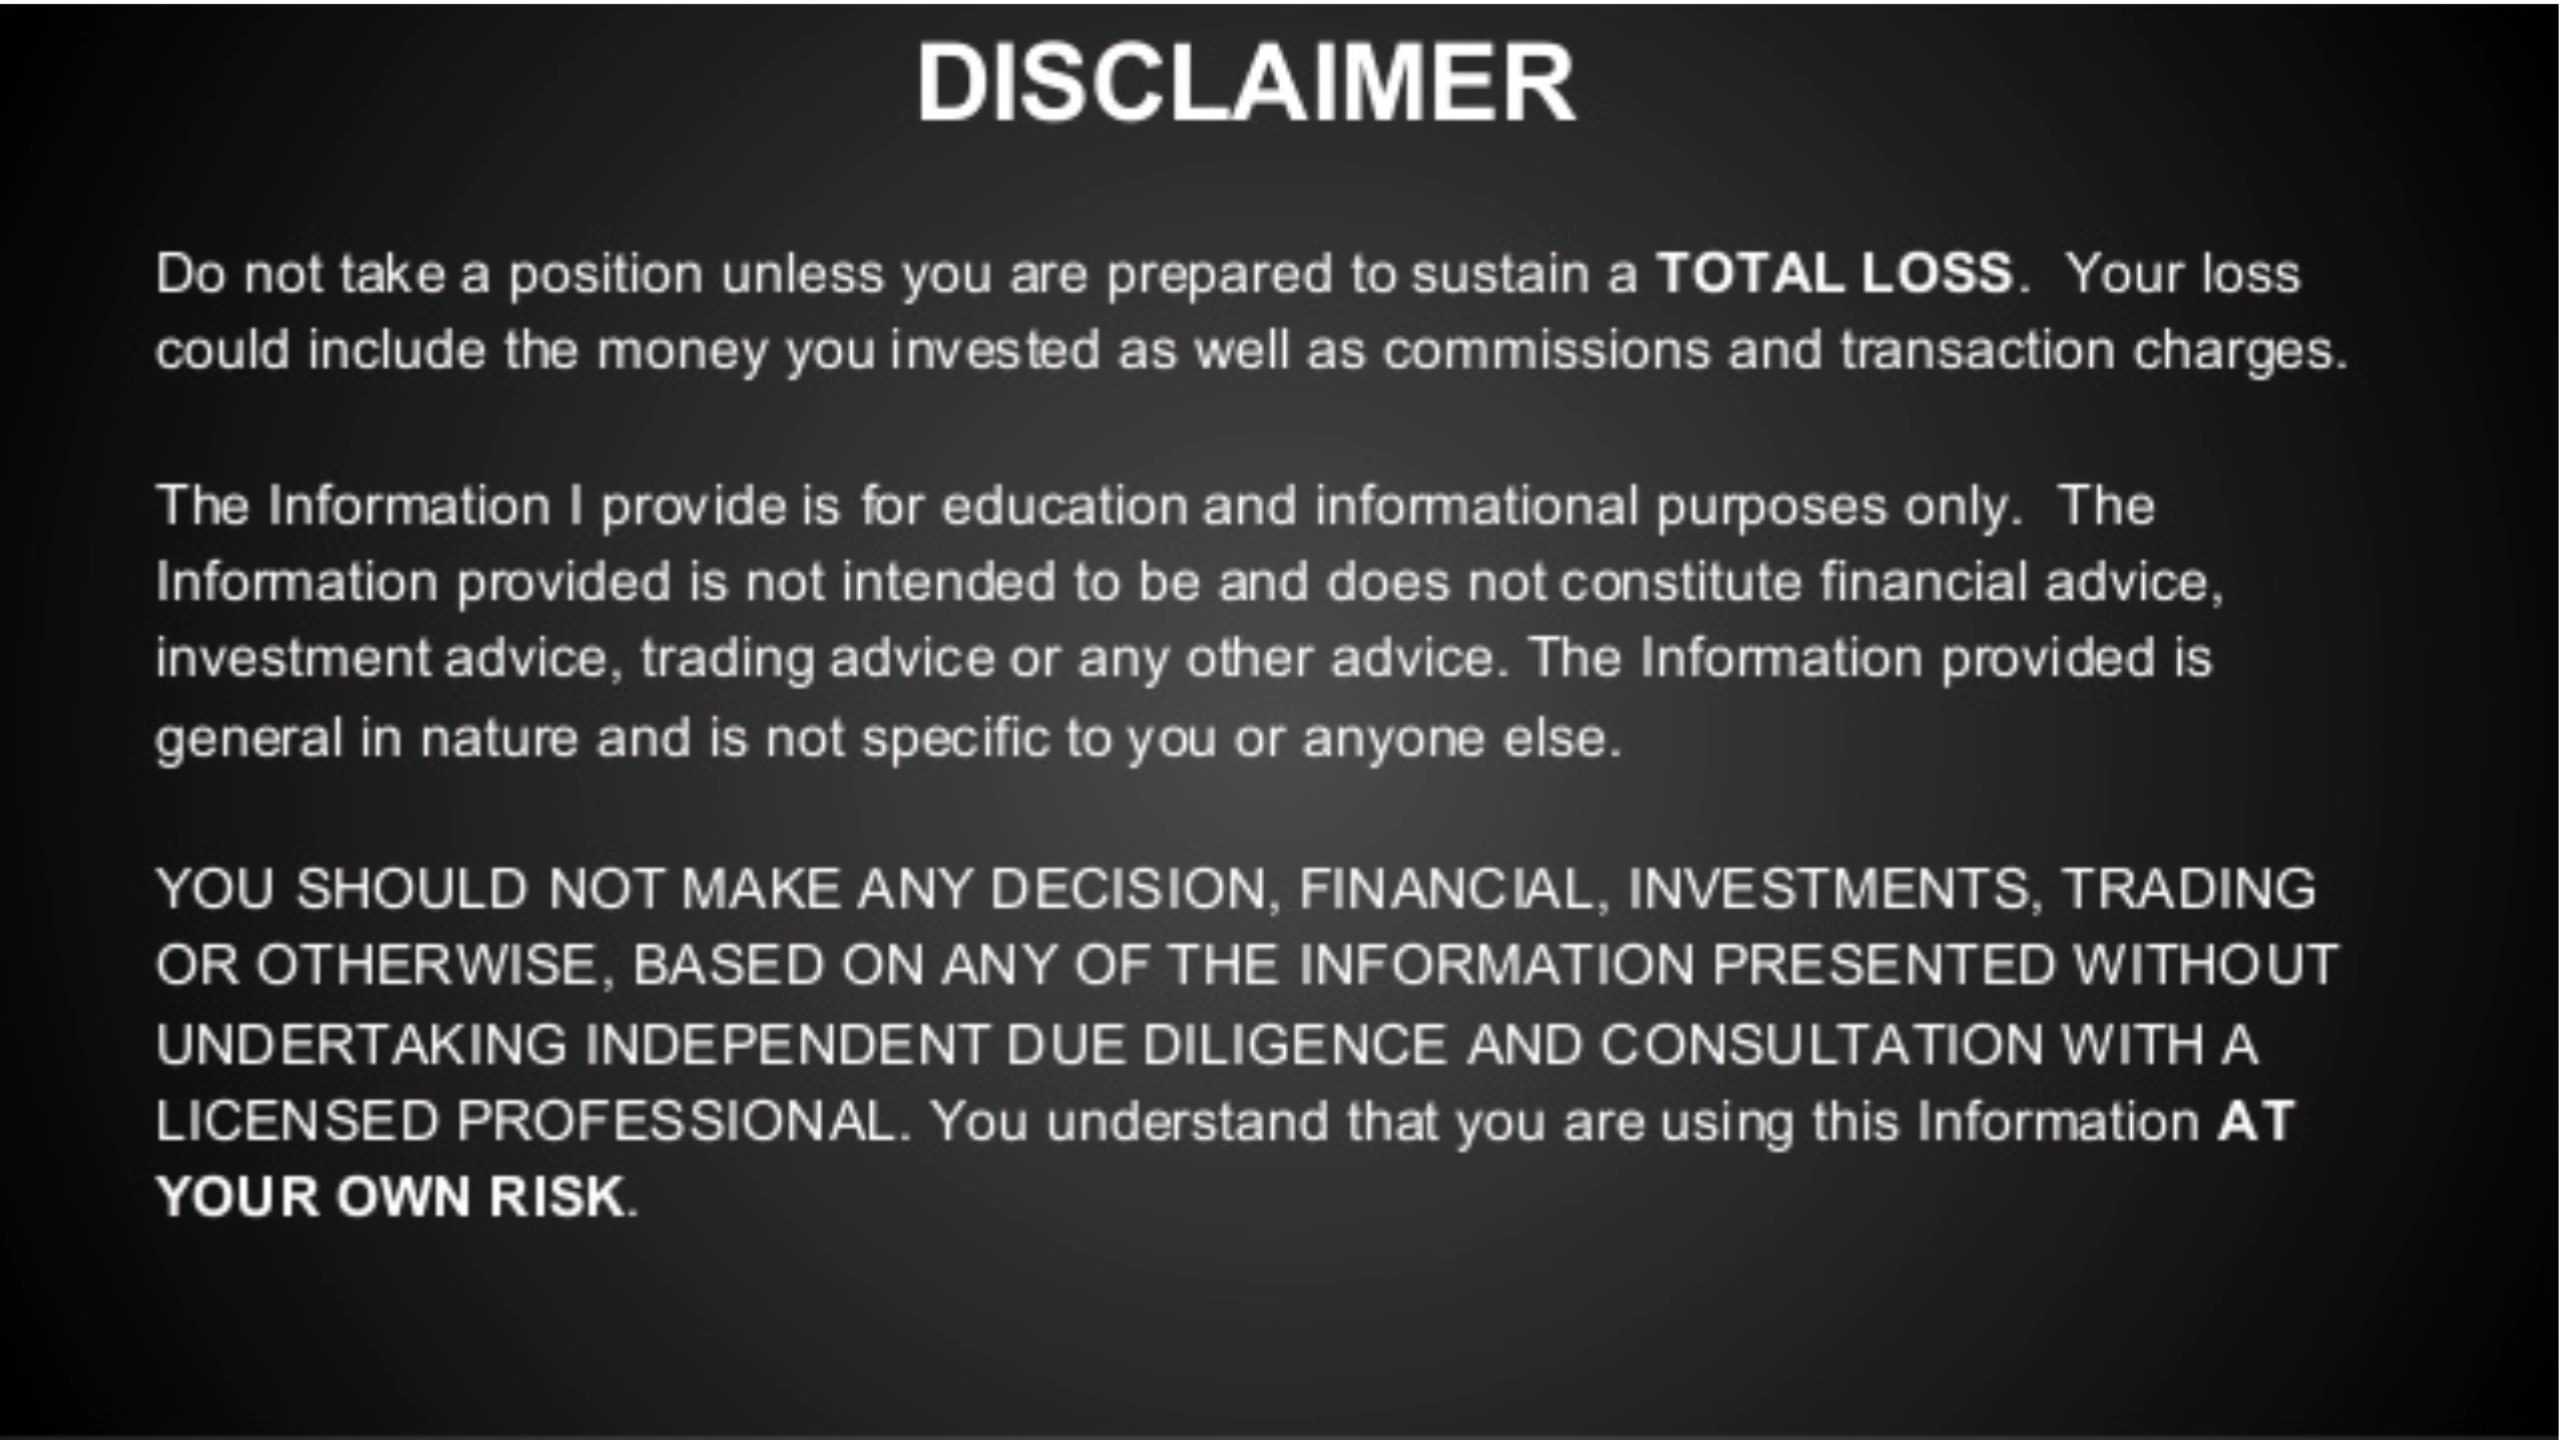 DISCLAIMER
Do not take a position unless you are prepared to sustain a TOTAL LOSS.  Your loss
could include the money you invested as well as commissions and transaction charges.
The Information I provide is for education and informational purposes only.  The
Information provided is not intended to be and does not constitute financial advice,
investment advice, trading advice or any other advice. The Information provided is
general in nature and is not specific to you or anyone else.
YOU SHOULD NOT MAKE ANY DECISION, FINANCIAL, INVESTMENTS, TRADING
OR OTHERWISE, BASED ON ANY OF THE INFORMATION PRESENTED WITHOUT
UNDERTAKING INDEPENDENT DUE DILIGENCE AND CONSULTATION WITH A
LICENSED PROFESSIONAL. You understand that you are using this Information AT
YOUR OWN RISK.